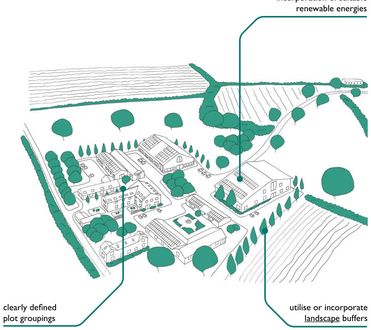 renewable energies
clearly defined
plot groupings
utilise or incorporate
landscape buffers